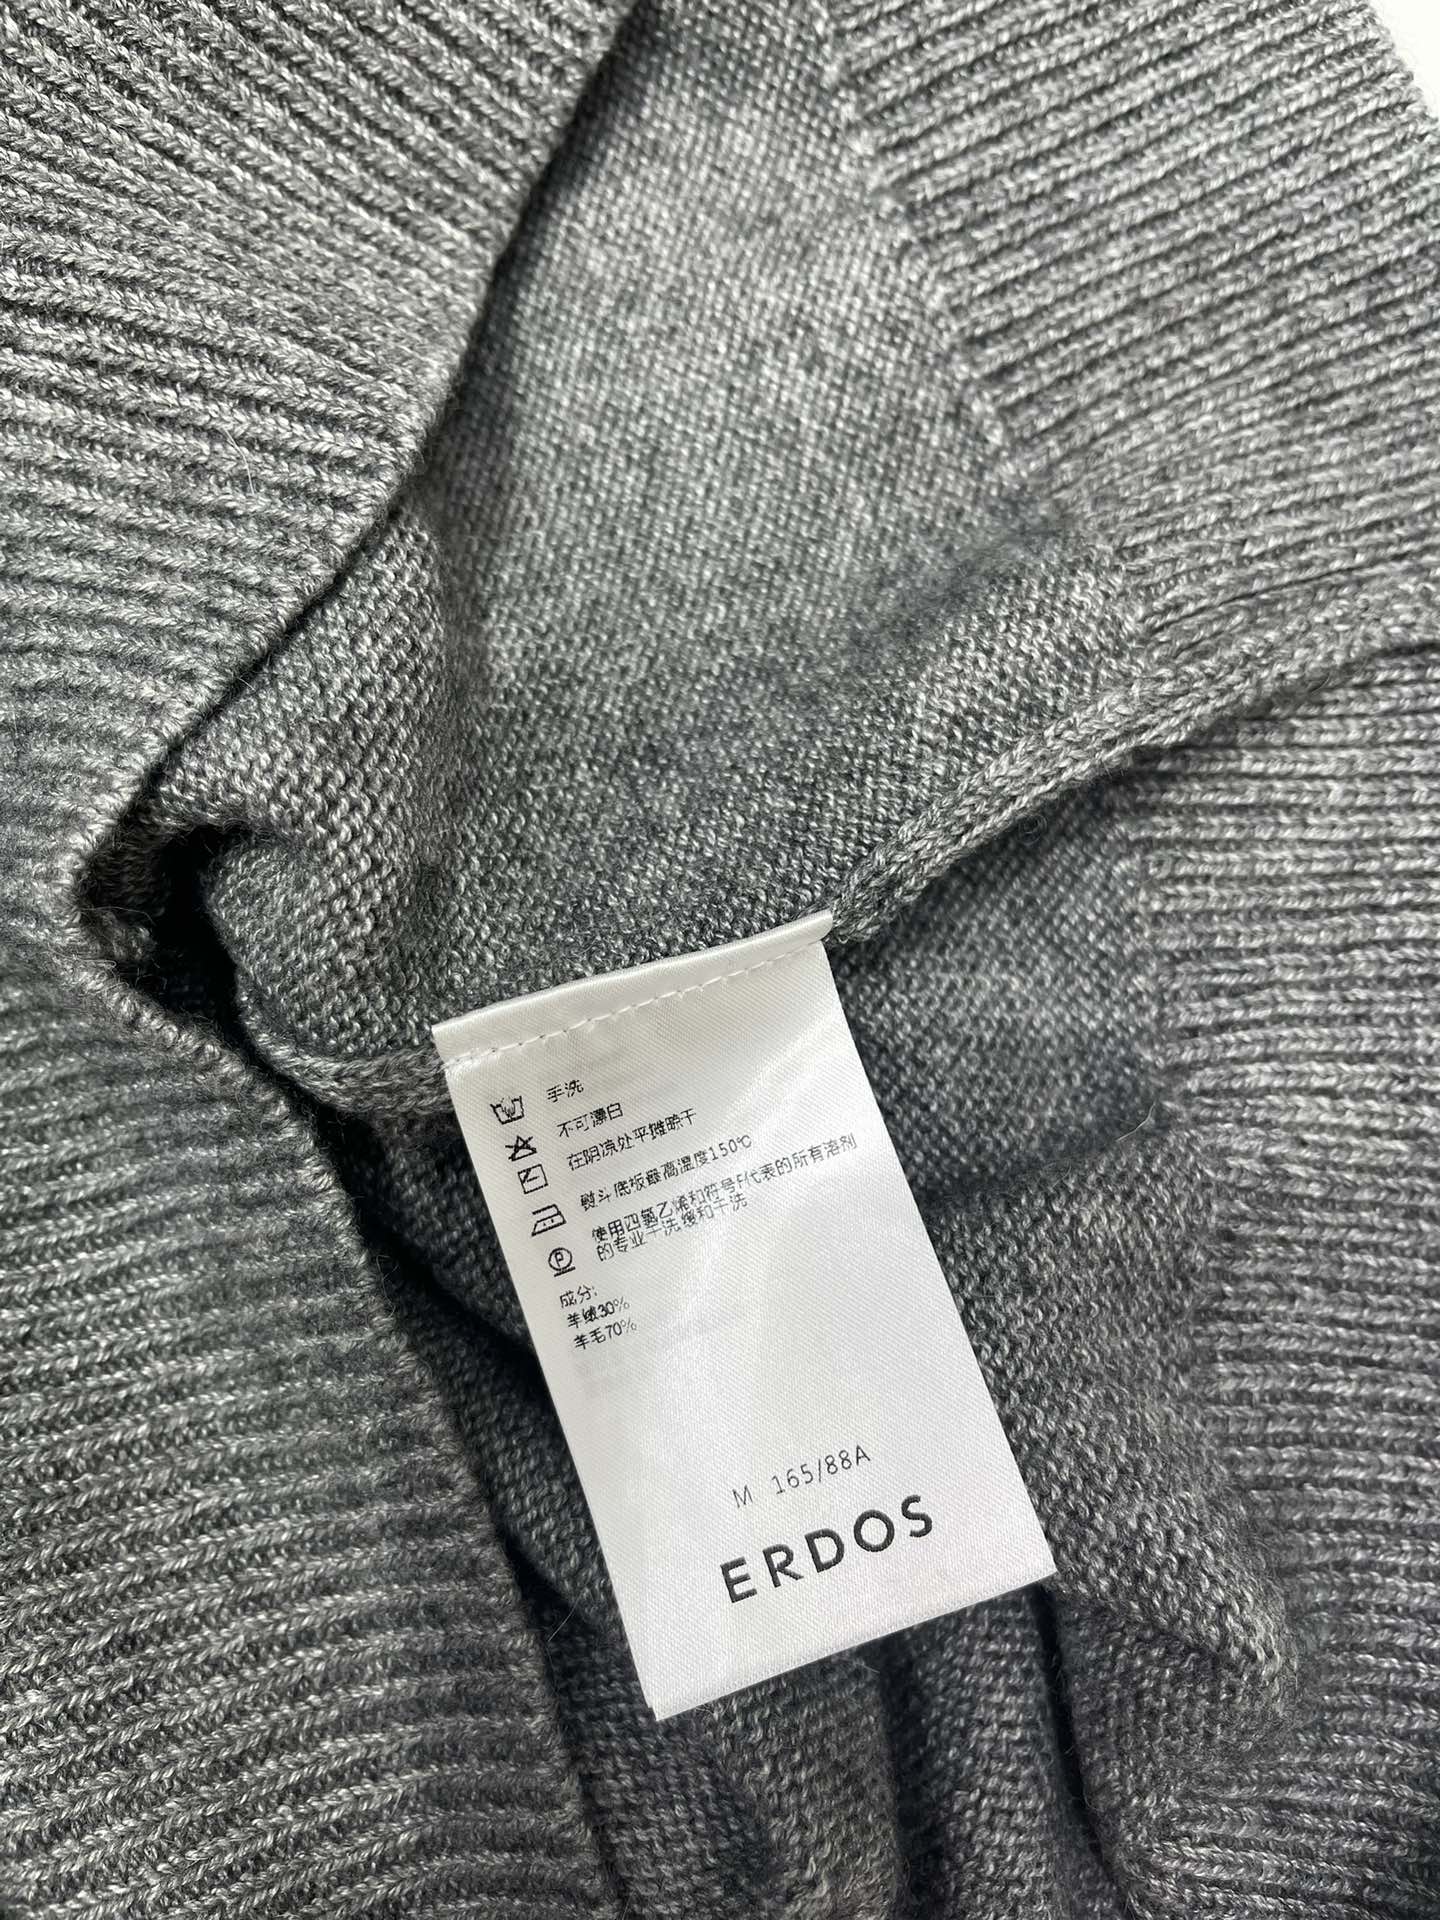 手洗
不可漂白
在阴凉处平摊晾干
熨斗底板最高温度150℃
使用四氯乙烯和符号F代表的所有溶剂
的专业干洗缓和干洗
P
成分:
羊绒30%
羊毛70%
M 165/88A
ERDOS